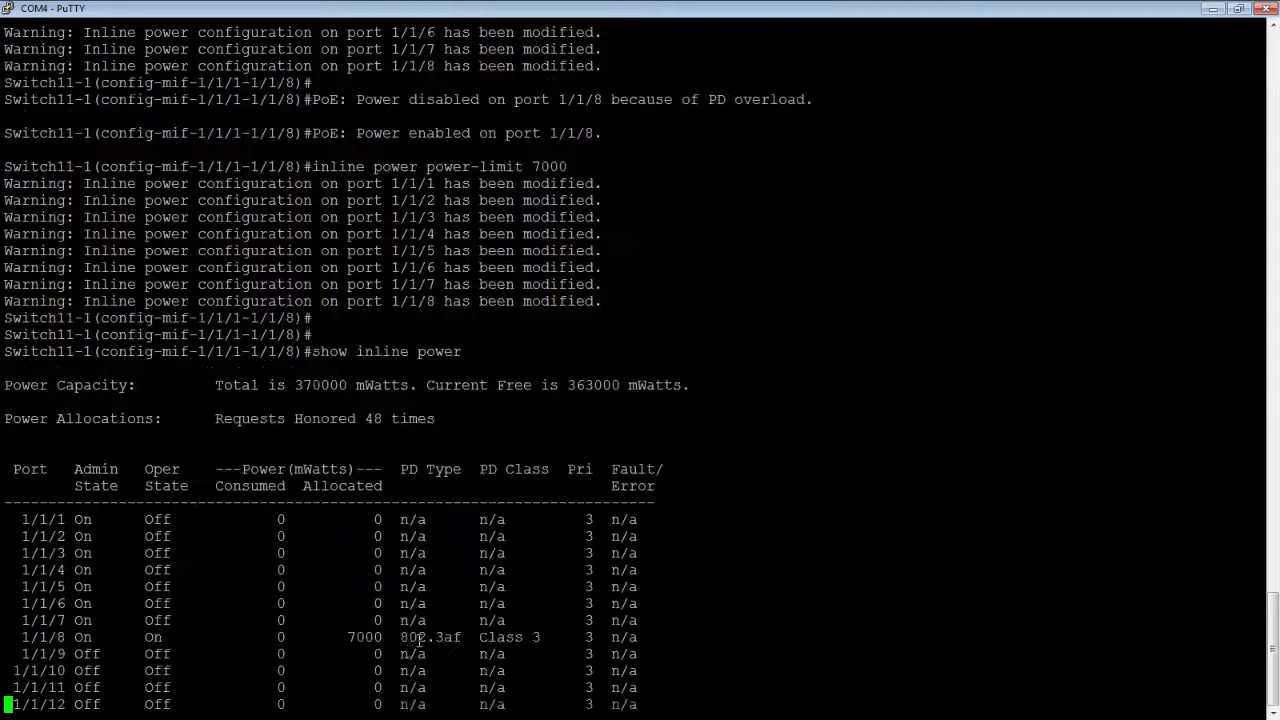 COM4 - PuTTY
Warning: Inline power configuration on port 1/1/6 has been modified.
Warning: Inline power configuration on port 1/1/7 has been modified.
Warning: Inline power configuration on port 1/1/8 has been modified.
Switch11-1(config-mif-1/1/1-1/1/8)#
Switch11-1(config-mif-1/1/1-1/1/8)#PoE: Power disabled on port 1/1/8 because of PD overload.
Switch11-1(config-mif-1/1/1-1/1/8)#PoE: Power enabled on port 1/1/8.
Switch11-1(config-mif-1/1/1-1/1/8)#inline power power-limit 7000
Warning: Inline power configuration on port 1/1/1 has been modified.
Warning: Inline power configuration on port 1/1/2 has been modified.
Warning: Inline power configuration on port 1/1/3 has been modified.
Warning: Inline power configuration on port 1/1/4 has been modified.
Warning: Inline power configuration on port 1/1/5 has been modified.
Warning: Inline power configuration on port 1/1/6 has been modified.
Warning: Inline power configuration on port 1/1/7 has been modified.
Warning: Inline power configuration on port 1/1/8 has been modified.
Switch11-1(config-mif-1/1/1-1/1/8)#
Switch11-1(config-mif-1/1/1-1/1/8)#
Switch11-1(config-mif-1/1/1-1/1/8)#show inline power
Power Capacity: Total is 370000 mWatts. Current Free is 363000 mWatts.
Power Allocations: Requests Honored 48 times
Port Admin Oper ---Power(mWatts)--- PD Type PD Class Pri Fault/
State State Consumed Allocated Error
--------------------------------------------------------------------------
1/1/1 On Off 0 0 n/a n/a 3 n/a
1/1/2 On Off 0 0 n/a n/a 3 n/a
1/1/3 On Off 0 0 n/a n/a 3 n/a
1/1/4 On Off 0 0 n/a n/a 3 n/a
1/1/5 On Off 0 0 n/a n/a 3 n/a
1/1/6 On Off 0 0 n/a n/a 3 n/a
1/1/7 On Off 0 0 n/a n/a 3 n/a
1/1/8 On On 0 7000 802.3af Class 3 3 n/a
1/1/9 Off Off 0 0 n/a n/a 3 n/a
1/1/10 Off Off 0 0 n/a n/a 3 n/a
1/1/11 Off Off 0 0 n/a n/a 3 n/a
1/1/12 Off Off 0 0 n/a n/a 3 n/a